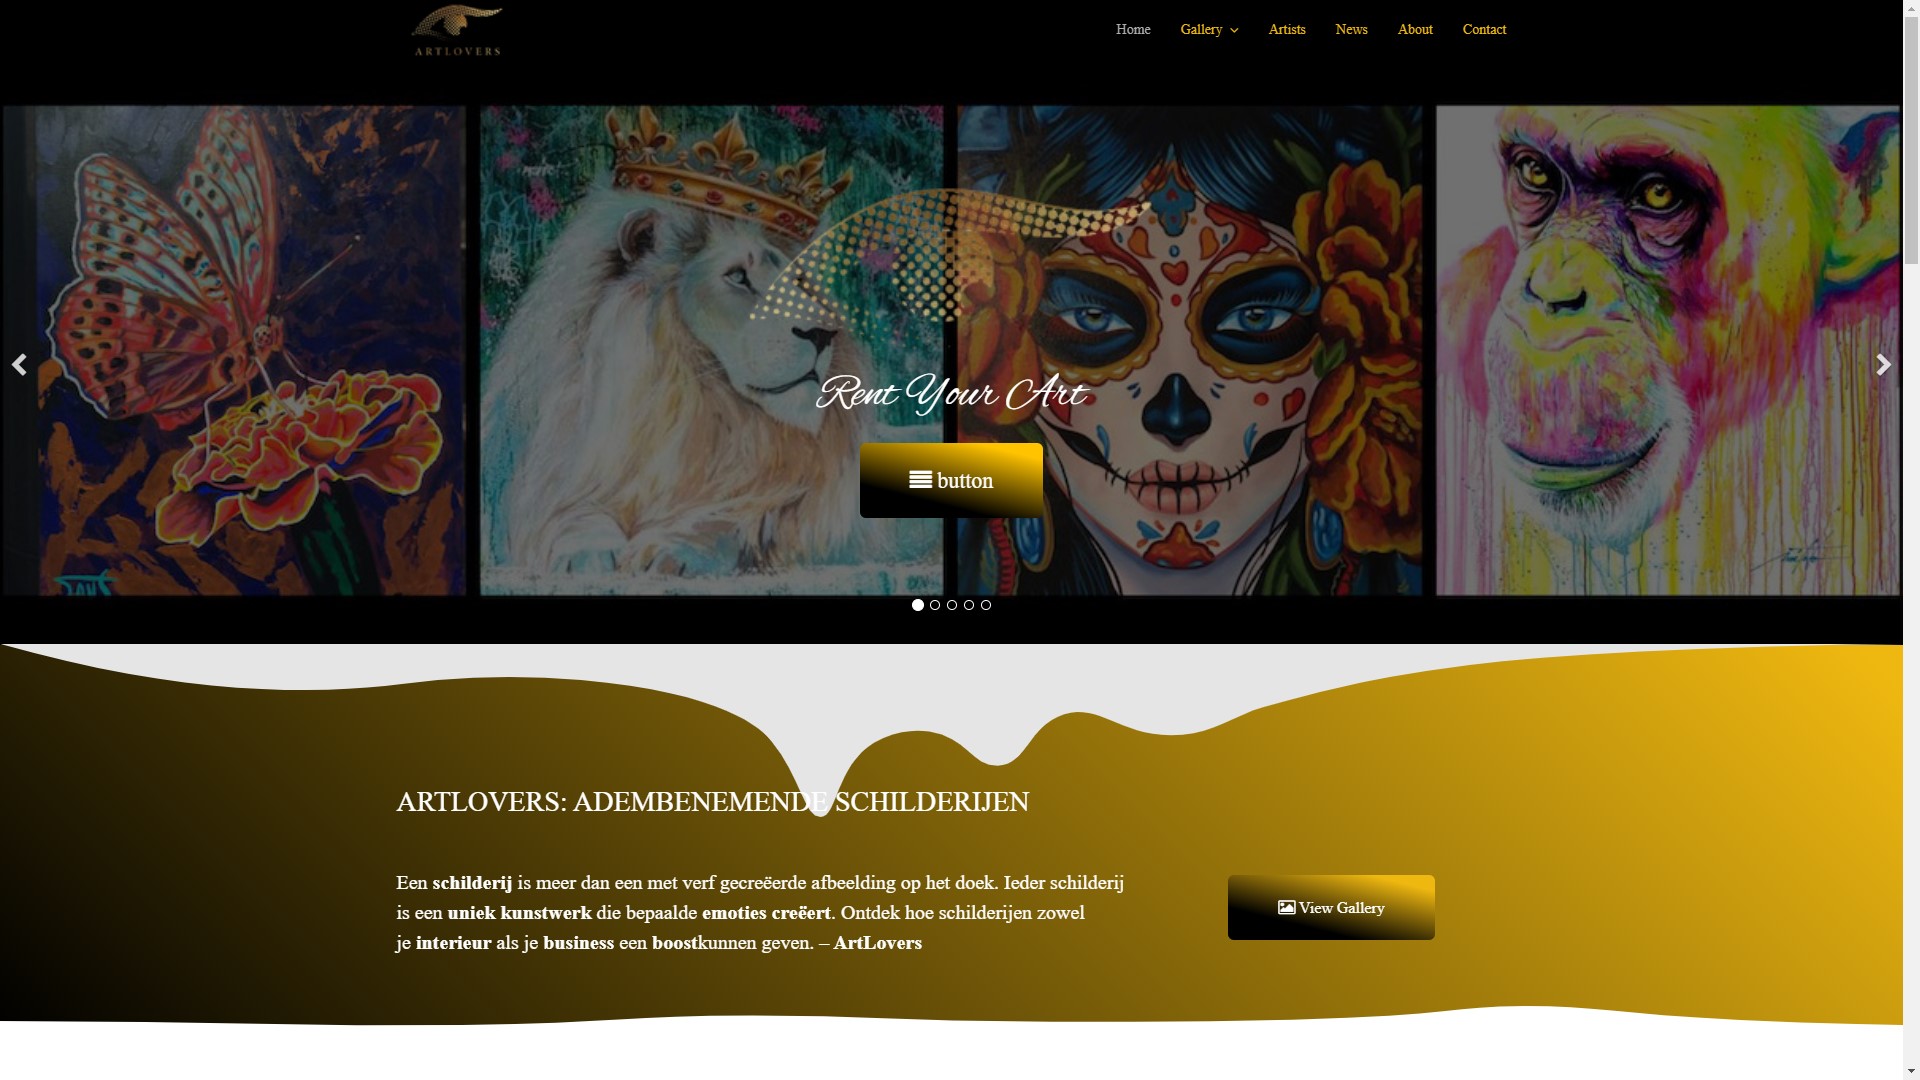 ARTLOVERS
Home Gallery Artists News About Contact
Rent Your Art
button
ARTLOVERS: ADEMBENEMENDE SCHILDERIJEN
Een schilderij is meer dan een met verf gecreëerde afbeelding op het doek. Ieder schilderij
is een uniek kunstwerk die bepaalde emoties creëert. Ontdek hoe schilderijen zowel
je interieur als je business een boostkunnen geven. – ArtLovers
View Gallery